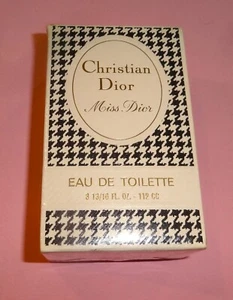 Christian
Dior
Miss Dior
EAU DE TOILETTE
3 13/16 FL. OZ. - 112 CC